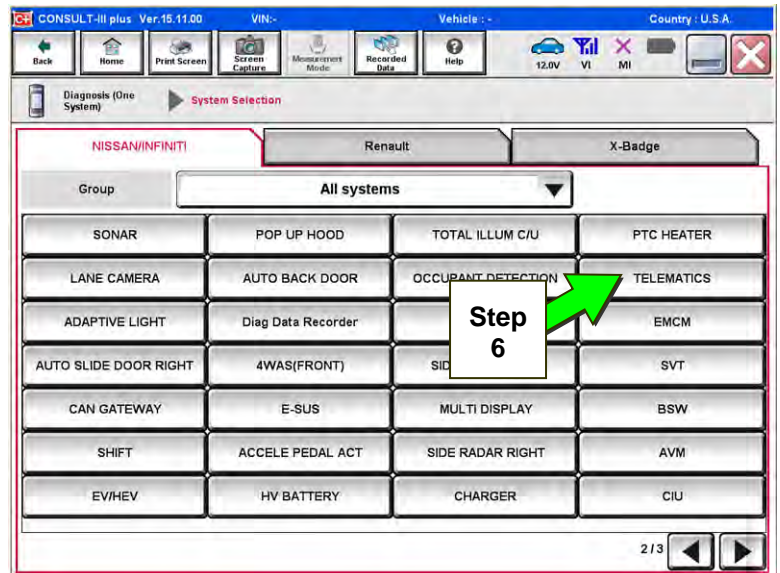 CONSULT-III plus Ver.15.11.00 VIN:- Vehicle : - Country : U.S.A.
Back Home Print Screen Screen Capture Measurement Mode Recorded Data Help 12.0V VI MI
Diagnosis (One System) System Selection
NISSAN/INFINITI Renault X-Badge
Group All systems
SONAR POP UP HOOD TOTAL ILLUM C/U PTC HEATER
LANE CAMERA AUTO BACK DOOR OCCUPANT DETECTION TELEMATICS
ADAPTIVE LIGHT Diag Data Recorder EMCM
Step 6
AUTO SLIDE DOOR RIGHT 4WAS(FRONT) SVT
CAN GATEWAY E-SUS MULTI DISPLAY BSW
SHIFT ACCELE PEDAL ACT SIDE RADAR RIGHT AVM
EV/HEV HV BATTERY CHARGER CIU
2/3